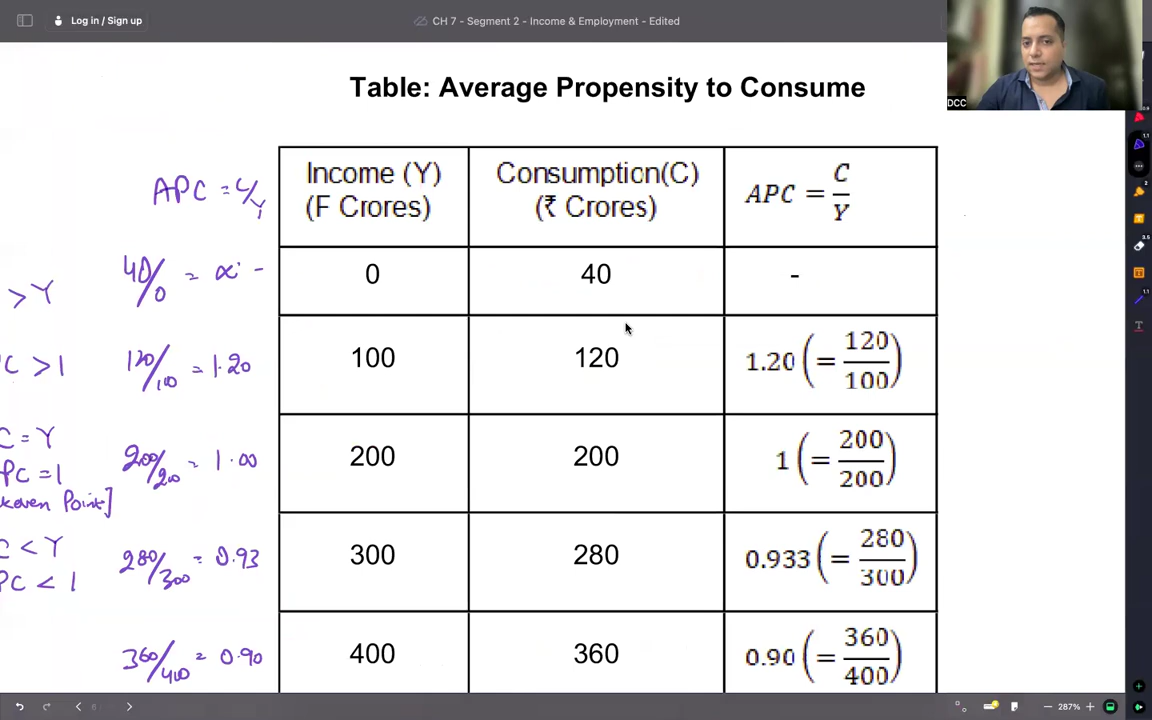 Log in / Sign up
CH 7 - Segment 2 - Income & Employment - Edited
DCC
Table: Average Propensity to Consume
Income (Y) (F Crores) Consumption(C) (₹ Crores) APC = C/Y
0 40 -
100 120 1.20 (= 120/100)
200 200 1 (= 200/200)
300 280 0.933 (= 280/300)
400 360 0.90 (= 360/400)
APC = C/Y
40/0 = ∝ -
120/100 = 1.20
200/200 = 1.00
280/300 = 0.93
360/400 = 0.90
> Y
C > 1
C = Y
PC = 1
keven Point]
C < Y
PC < 1
287%